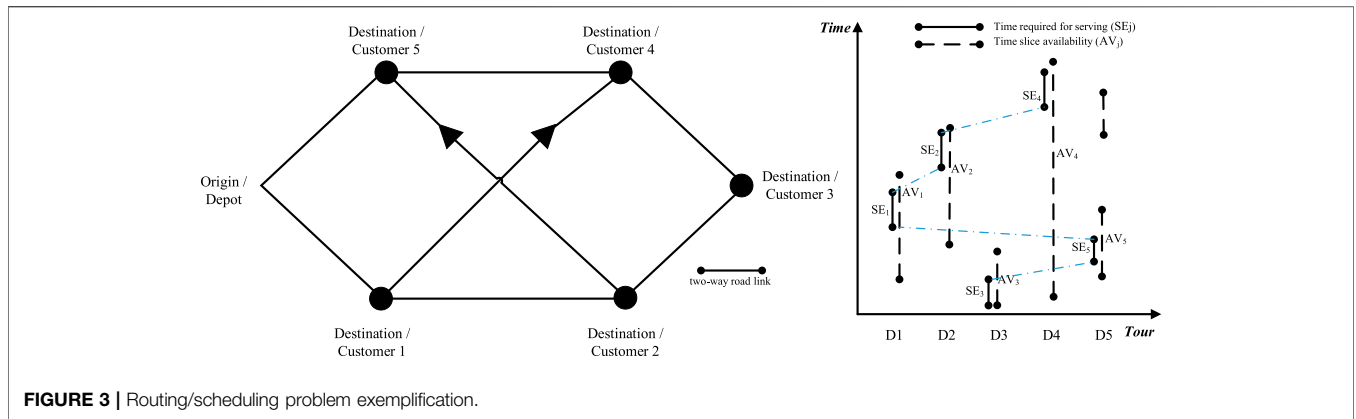 Destination /
Customer 5
Destination /
Customer 4
Origin /
Depot
Destination /
Customer 3
two-way road link
Destination /
Customer 1
Destination /
Customer 2
Time
Time required for serving (SEj)
Time slice availability (AVj)
SE4
SE2
AV4
AV2
AV1
SE1
AV5
SE5
AV3
SE3
D1 D2 D3 D4 D5 Tour
FIGURE 3 | Routing/scheduling problem exemplification.